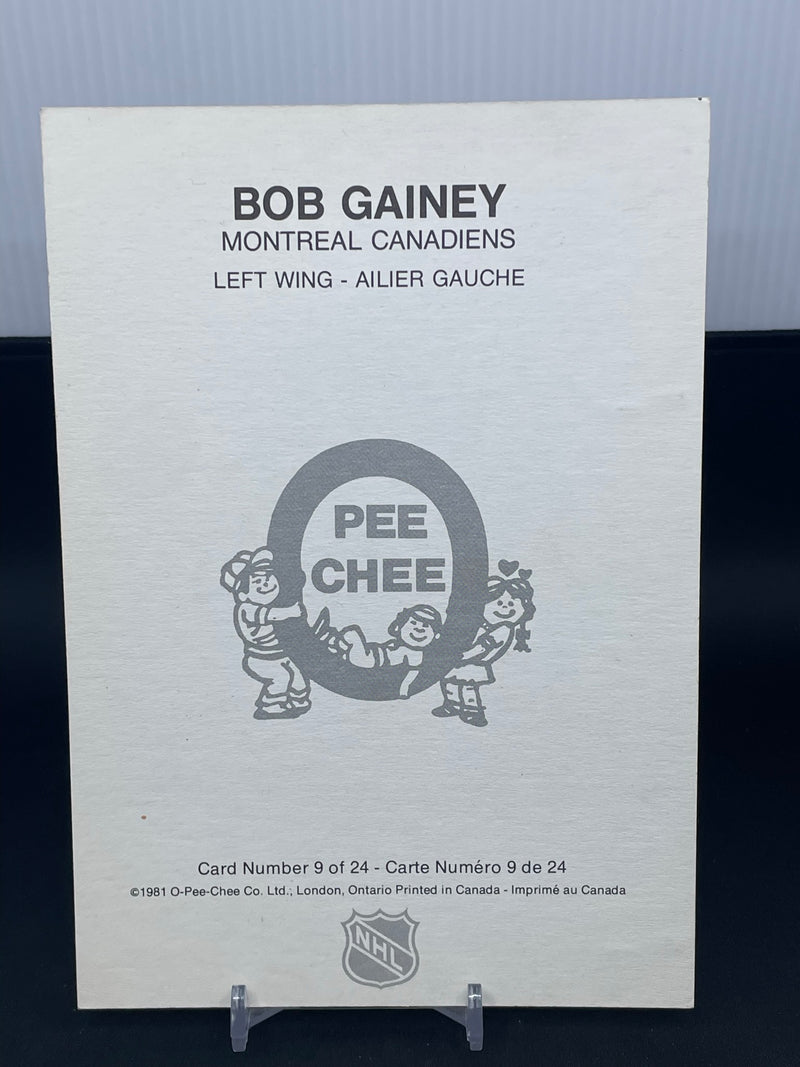 BOB GAINEY
MONTREAL CANADIENS
LEFT WING - AILIER GAUCHE
PEE
CHEE
Card Number 9 of 24 - Carte Numéro 9 de 24
©1981 O-Pee-Chee Co. Ltd., London, Ontario Printed in Canada - Imprimé au Canada
NHL